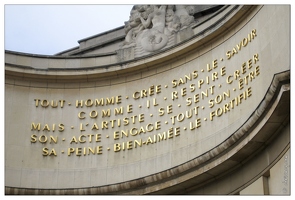 TOUT·HOMME·CRÉE·SANS·LE·SAVOIR
COMME·IL·RESPIRE
MAIS·L'ARTISTE·SE·SENT·CRÉER
SON·ACTE·ENGAGE·TOUT·SON·ÊTRE
SA·PEINE·BIEN-AIMÉE·LE·FORTIFIE